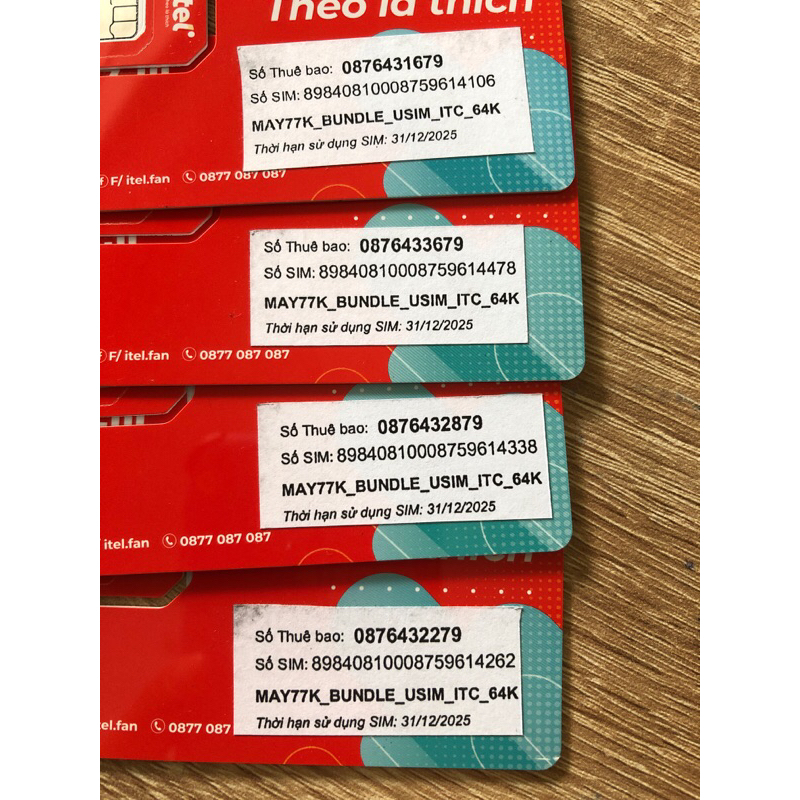 Theo là thích
itel
Số Thuê bao: 0876431679
Số SIM: 89840810008759614106
MAY77K_BUNDLE_USIM_ITC_64K
Thời hạn sử dụng SIM: 31/12/2025
F/ itel.fan 0877 087 087
Số Thuê bao: 0876433679
Số SIM: 89840810008759614478
MAY77K_BUNDLE_USIM_ITC_64K
Thời hạn sử dụng SIM: 31/12/2025
F/ itel.fan 0877 087 087
Số Thuê bao: 0876432879
Số SIM: 89840810008759614338
MAY77K_BUNDLE_USIM_ITC_64K
Thời hạn sử dụng SIM: 31/12/2025
/ itel.fan 0877 087 087
Số Thuê bao: 0876432279
Số SIM: 89840810008759614262
MAY77K_BUNDLE_USIM_ITC_64K
Thời hạn sử dụng SIM: 31/12/2025
el.fan 0877 087